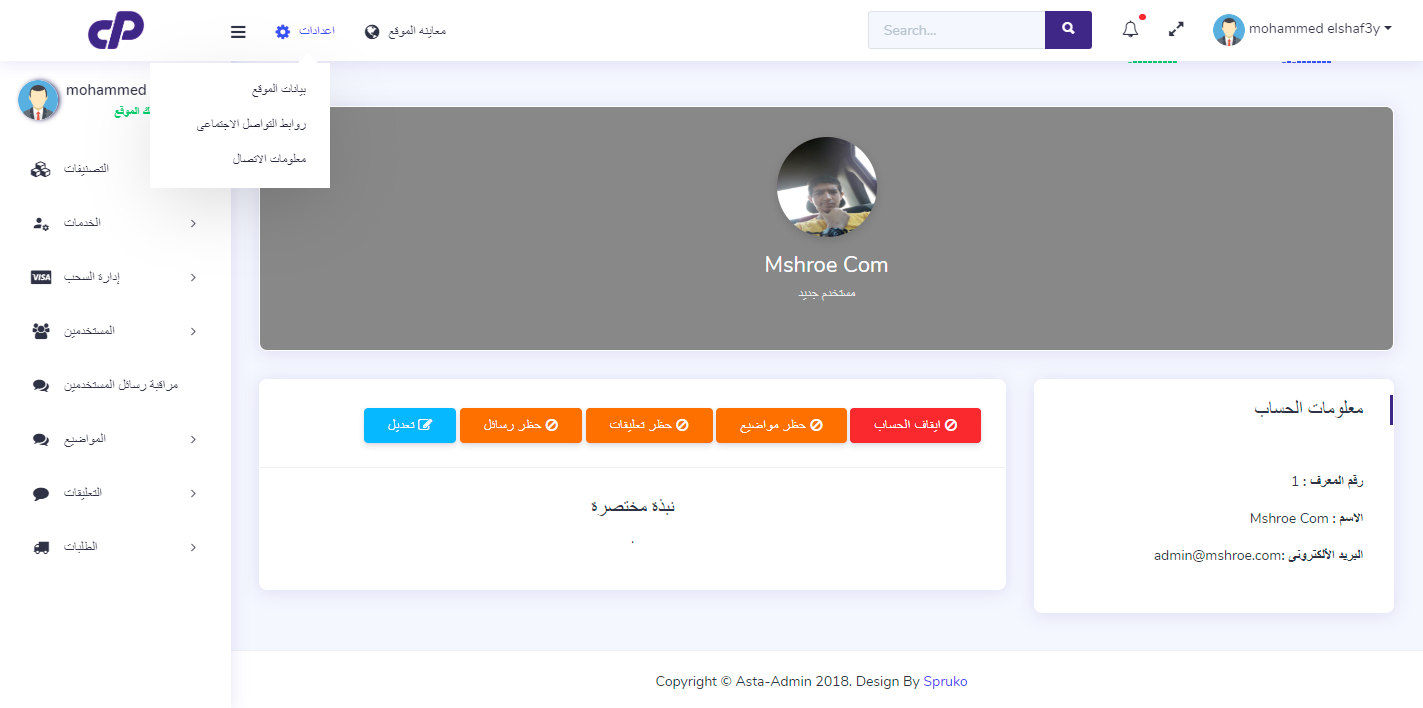 cP
اعدادات
معاينه الموقع
Search...
mohammed elshaf3y
mohammed
الموقع
بيانات الموقع
روابط التواصل الاجتماعى
معلومات الاتصال
التصنيفات
الخدمات
VISA
إدارة السحب
المستخدمين
مراقبة رسائل المستخدمين
المواضيع
التعليقات
الطلبات
Mshroe Com
مستخدم جديد
ايقاف الحساب
حظر مواضيع
حظر تعليقات
حظر رسائل
تعديل
نبذة مختصرة
.
معلومات الحساب
رقم المعرف : 1
الاسم : Mshroe Com
البريد الألكترونى :admin@mshroe.com
Copyright © Asta-Admin 2018. Design By Spruko